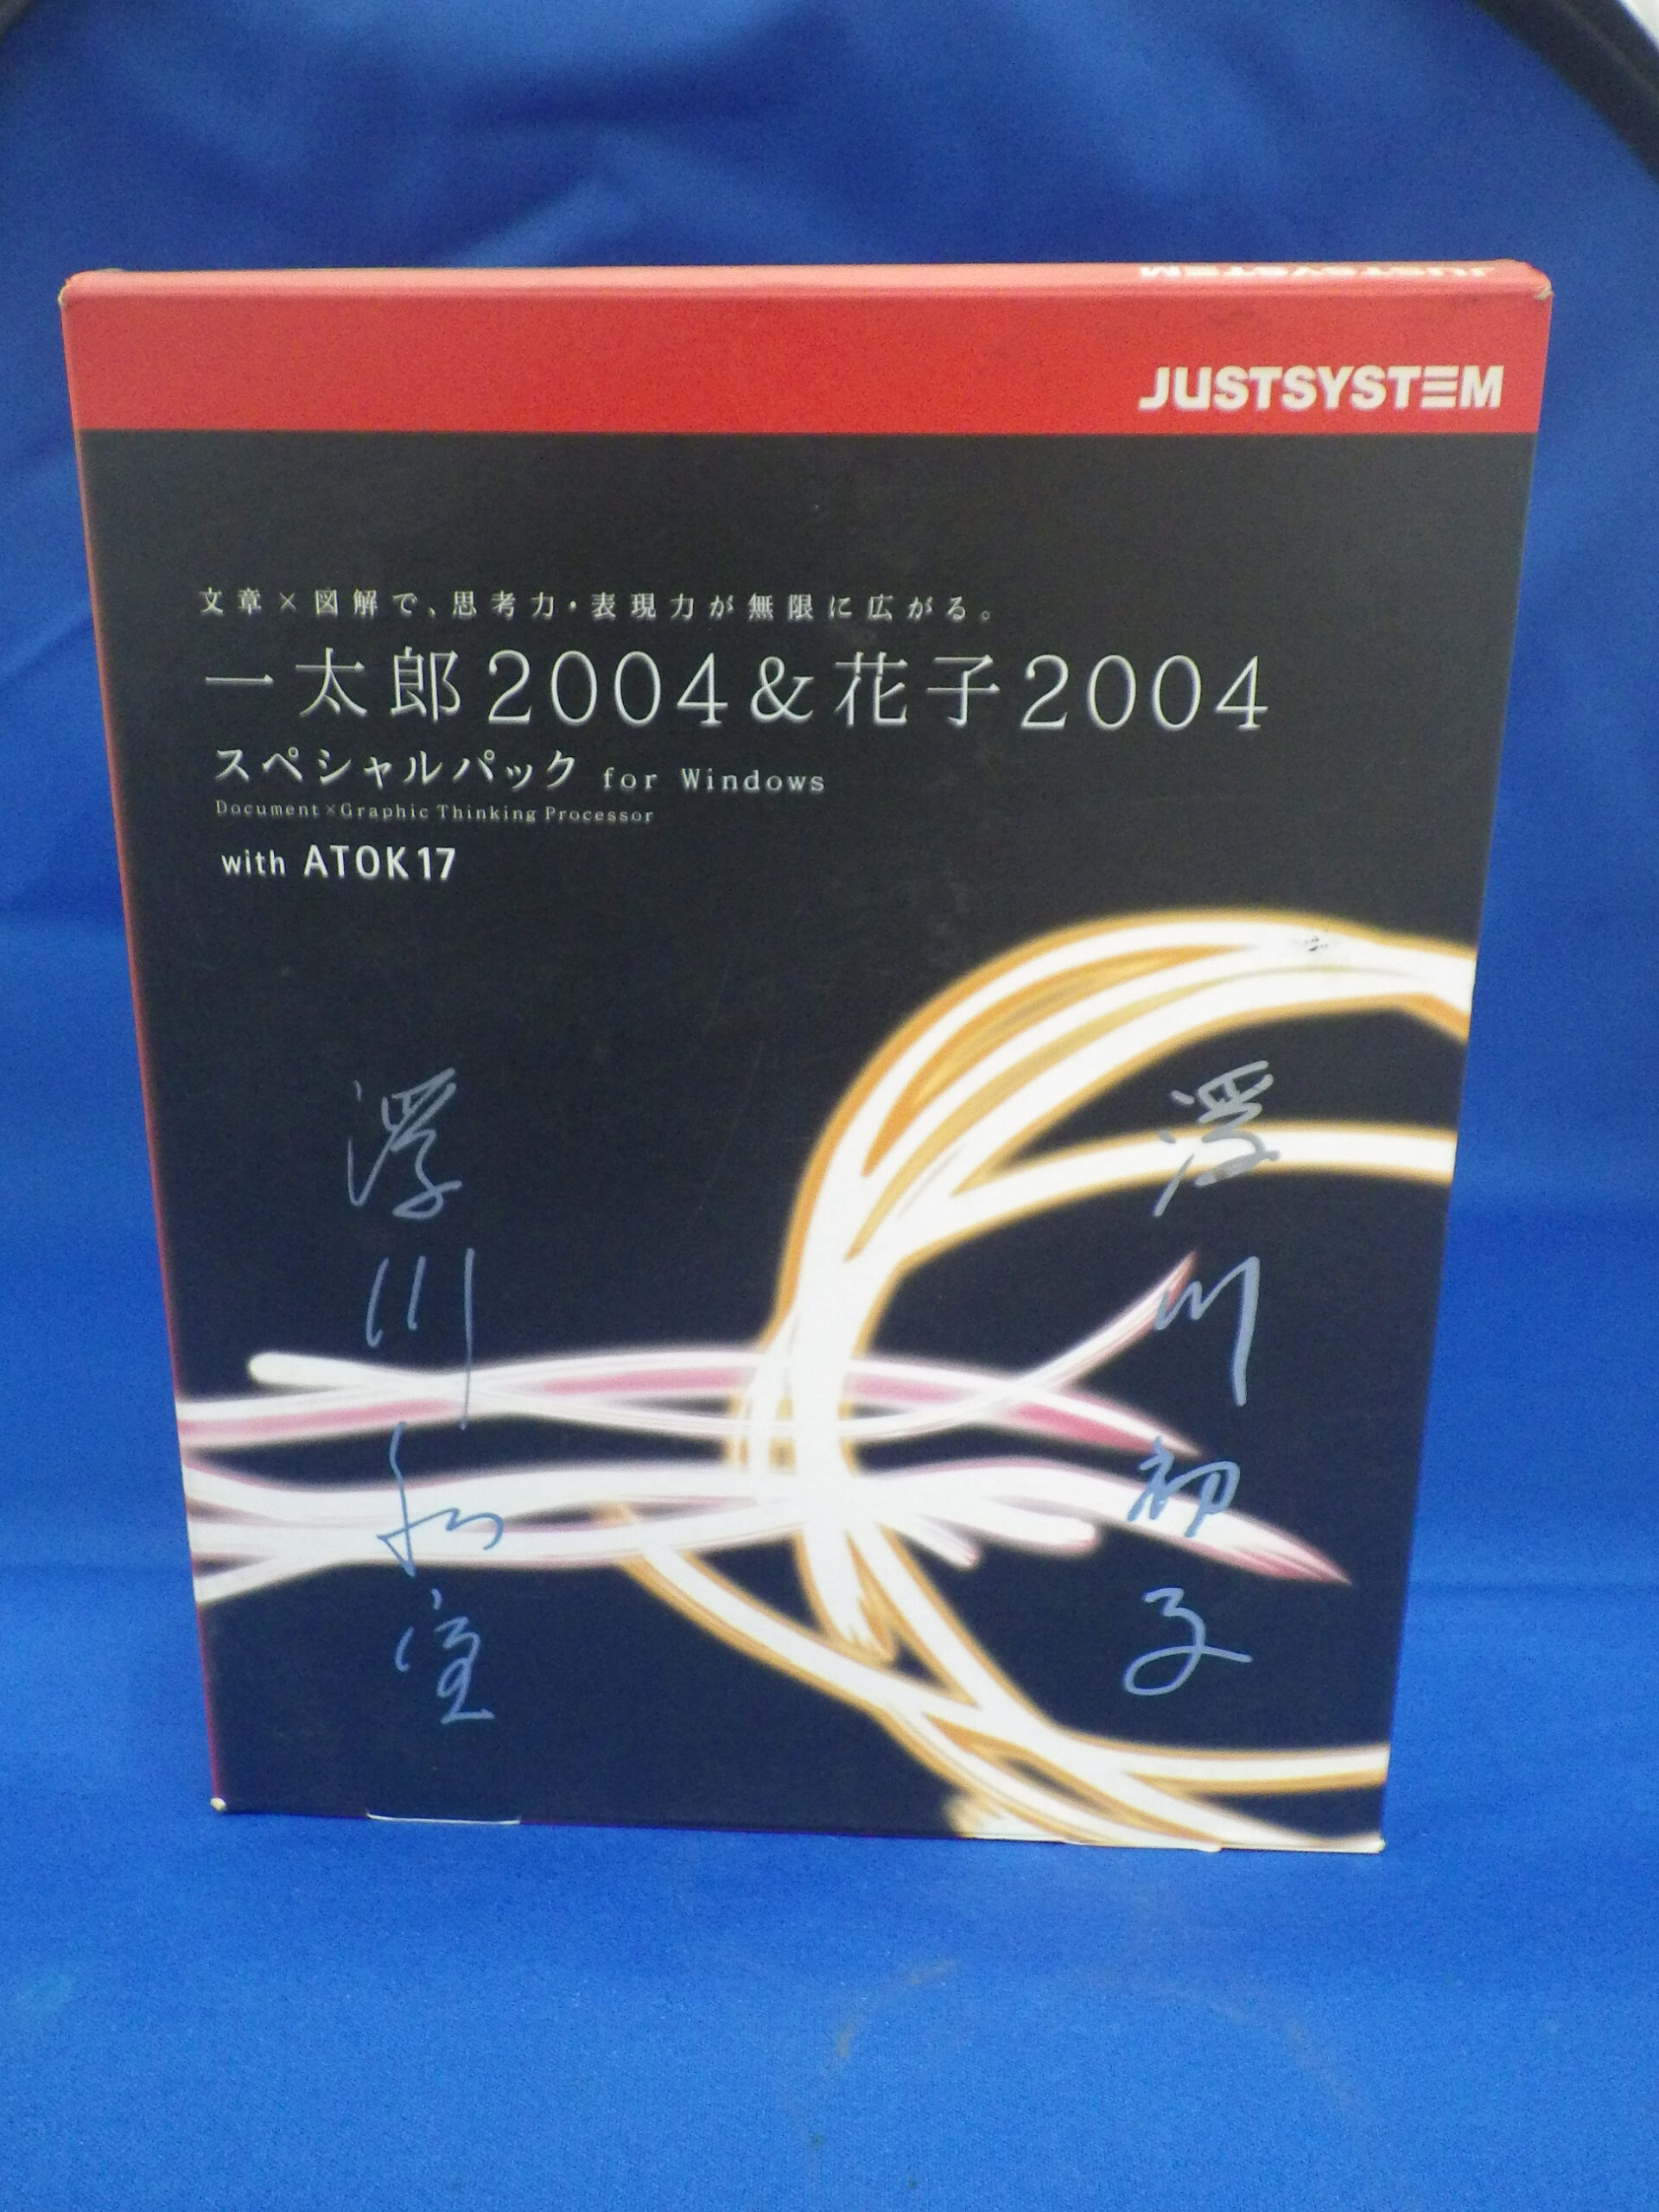 JUSTSYSTEM
JUSTSYSTEM
文章×図解で、思考力・表現力が無限に広がる。
一太郎2004&花子2004
スペシャルパック for Windows
Document×Graphic Thinking Processor
with ATOK17
浮川和宣
浮川初子